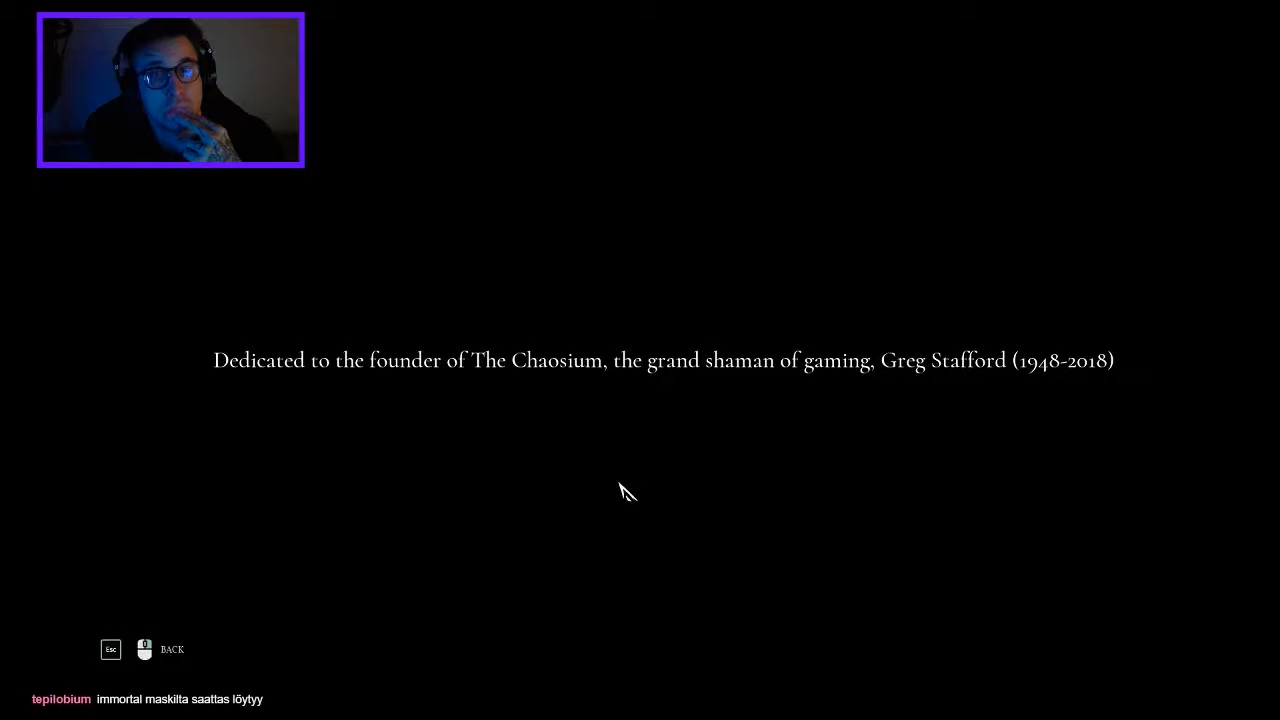 Dedicated to the founder of The Chaosium, the grand shaman of gaming, Greg Stafford (1948-2018)
Esc BACK
tepilobium immortal maskilta saattas löytyy